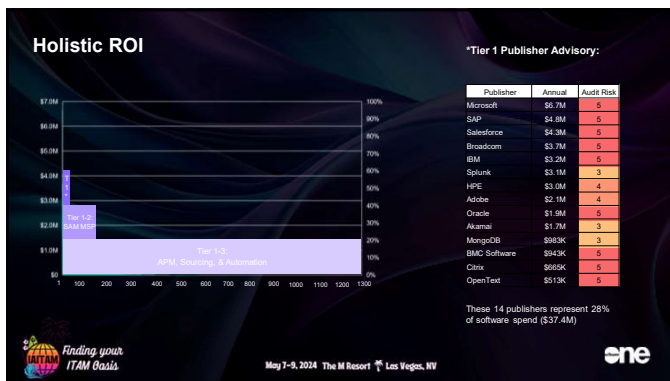 Holistic ROI
*Tier 1 Publisher Advisory:
$7.0M
$6.0M
$5.0M
$4.0M
$3.0M
$2.0M
$1.0M
$0
100%
90%
80%
70%
60%
50%
40%
30%
20%
10%
0%
T
1
*
Tier 1-2:
SAM MSP
Tier 1-3:
APM, Sourcing, & Automation
1 100 200 300 400 500 600 700 800 900 1000 1100 1200 1300
Publisher Annual Audit Risk
Microsoft $6.7M 5
SAP $4.8M 5
Salesforce $4.3M 5
Broadcom $3.7M 5
IBM $3.2M 5
Splunk $3.1M 3
HPE $3.0M 4
Adobe $2.1M 4
Oracle $1.9M 5
Akamai $1.7M 3
MongoDB $983K 3
BMC Software $943K 5
Citrix $665K 5
OpenText $513K 5
These 14 publishers represent 28%
of software spend ($37.4M)
IAITAM
Finding your
ITAM Oasis
May 7-9, 2024 The M Resort Las Vegas, NV
one